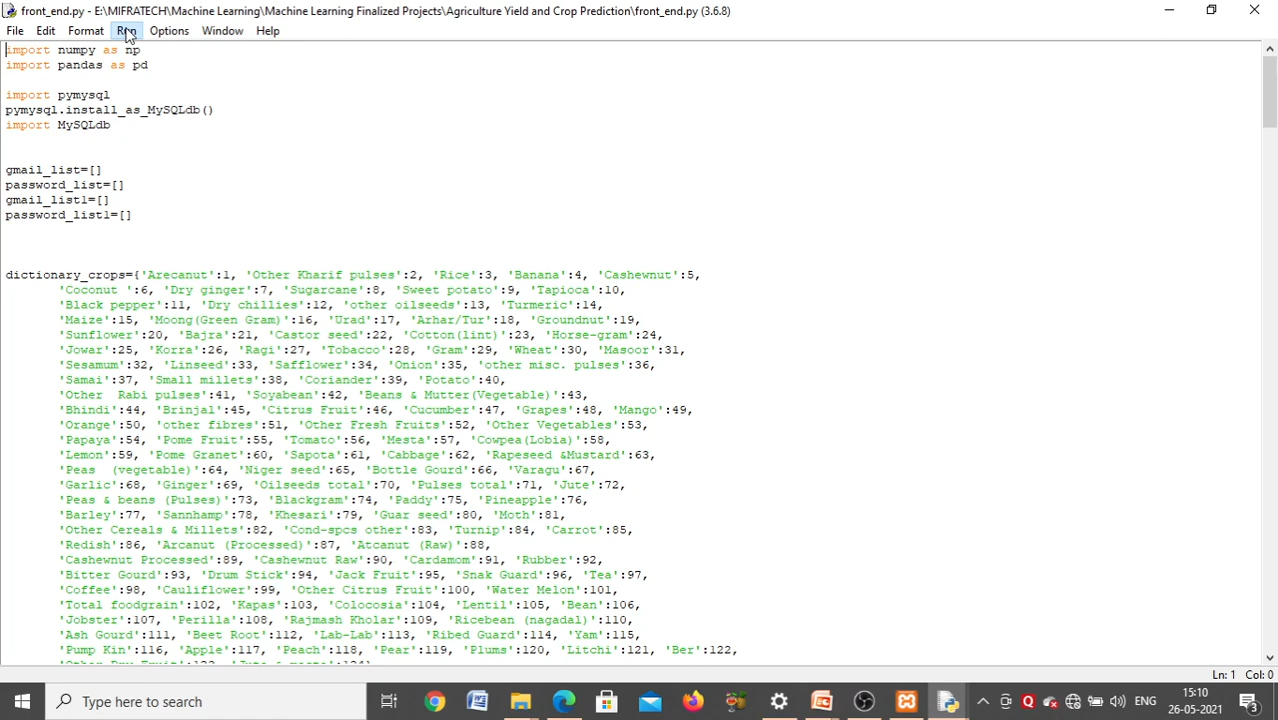 front_end.py - E:\MIFRATECH\Machine Learning\Machine Learning Finalized Projects\Agriculture Yield and Crop Prediction\front_end.py (3.6.8)
File Edit Format Run Options Window Help
import numpy as np
import pandas as pd
import pymysql
pymysql.install_as_MySQLdb()
import MySQLdb
gmail_list=[]
password_list=[]
gmail_list1=[]
password_list1=[]
dictionary_crops={'Arecanut':1, 'Other Kharif pulses':2, 'Rice':3, 'Banana':4, 'Cashewnut':5,
'Coconut ':6, 'Dry ginger':7, 'Sugarcane':8, 'Sweet potato':9, 'Tapioca':10,
'Black pepper':11, 'Dry chillies':12, 'other oilseeds':13, 'Turmeric':14,
'Maize':15, 'Moong(Green Gram)':16, 'Urad':17, 'Arhar/Tur':18, 'Groundnut':19,
'Sunflower':20, 'Bajra':21, 'Castor seed':22, 'Cotton(lint)':23, 'Horse-gram':24,
'Jowar':25, 'Korra':26, 'Ragi':27, 'Tobacco':28, 'Gram':29, 'Wheat':30, 'Masoor':31,
'Sesamum':32, 'Linseed':33, 'Safflower':34, 'Onion':35, 'other misc. pulses':36,
'Samai':37, 'Small millets':38, 'Coriander':39, 'Potato':40,
'Other  Rabi pulses':41, 'Soyabean':42, 'Beans & Mutter(Vegetable)':43,
'Bhindi':44, 'Brinjal':45, 'Citrus Fruit':46, 'Cucumber':47, 'Grapes':48, 'Mango':49,
'Orange':50, 'other fibres':51, 'Other Fresh Fruits':52, 'Other Vegetables':53,
'Papaya':54, 'Pome Fruit':55, 'Tomato':56, 'Mesta':57, 'Cowpea(Lobia)':58,
'Lemon':59, 'Pome Granet':60, 'Sapota':61, 'Cabbage':62, 'Rapeseed &Mustard':63,
'Peas  (vegetable)':64, 'Niger seed':65, 'Bottle Gourd':66, 'Varagu':67,
'Garlic':68, 'Ginger':69, 'Oilseeds total':70, 'Pulses total':71, 'Jute':72,
'Peas & beans (Pulses)':73, 'Blackgram':74, 'Paddy':75, 'Pineapple':76,
'Barley':77, 'Sannhamp':78, 'Khesari':79, 'Guar seed':80, 'Moth':81,
'Other Cereals & Millets':82, 'Cond-spcs other':83, 'Turnip':84, 'Carrot':85,
'Redish':86, 'Arcanut (Processed)':87, 'Atcanut (Raw)':88,
'Cashewnut Processed':89, 'Cashewnut Raw':90, 'Cardamom':91, 'Rubber':92,
'Bitter Gourd':93, 'Drum Stick':94, 'Jack Fruit':95, 'Snak Guard':96, 'Tea':97,
'Coffee':98, 'Cauliflower':99, 'Other Citrus Fruit':100, 'Water Melon':101,
'Total foodgrain':102, 'Kapas':103, 'Colocosia':104, 'Lentil':105, 'Bean':106,
'Jobster':107, 'Perilla':108, 'Rajmash Kholar':109, 'Ricebean (nagadal)':110,
'Ash Gourd':111, 'Beet Root':112, 'Lab-Lab':113, 'Ribed Guard':114, 'Yam':115,
'Pump Kin':116, 'Apple':117, 'Peach':118, 'Pear':119, 'Plums':120, 'Litchi':121, 'Ber':122,
'Other Dry Fruit':123, 'Jute & mesta':124}
Ln: 1 Col: 0
Type here to search
ENG
15:10
26-05-2021
3